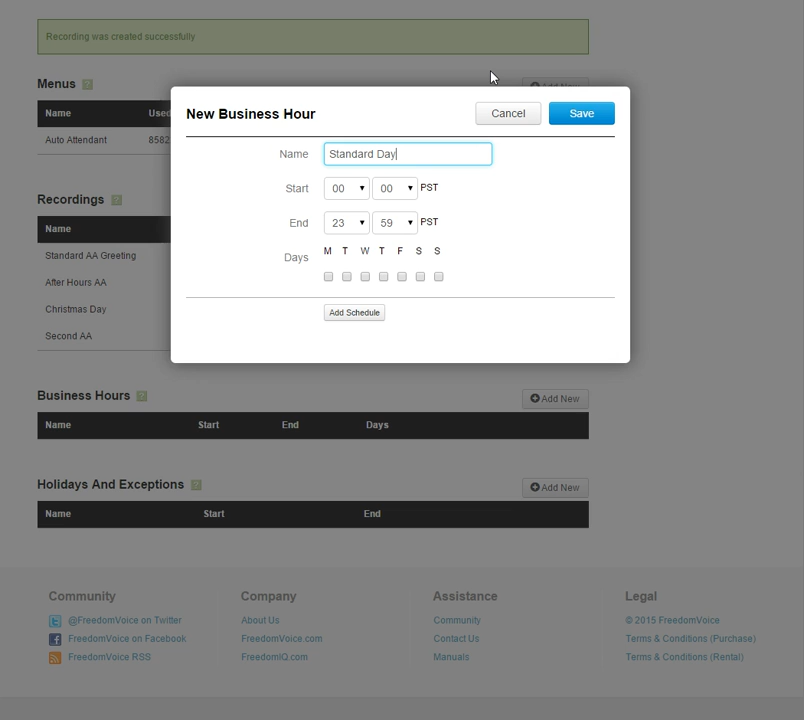 Recording was created successfully
Menus ?
Add New
Name Used
Auto Attendant 8582
New Business Hour
Cancel Save
Name Standard Day
Start 00 00 PST
End 23 59 PST
Days M T W T F S S
Add Schedule
Recordings ?
Name
Standard AA Greeting
After Hours AA
Christmas Day
Second AA
Business Hours ?
Add New
Name Start End Days
Holidays And Exceptions ?
Add New
Name Start End
Community Company Assistance Legal
@FreedomVoice on Twitter About Us Community © 2015 FreedomVoice
FreedomVoice on Facebook FreedomVoice.com Contact Us Terms & Conditions (Purchase)
FreedomVoice RSS FreedomIQ.com Manuals Terms & Conditions (Rental)